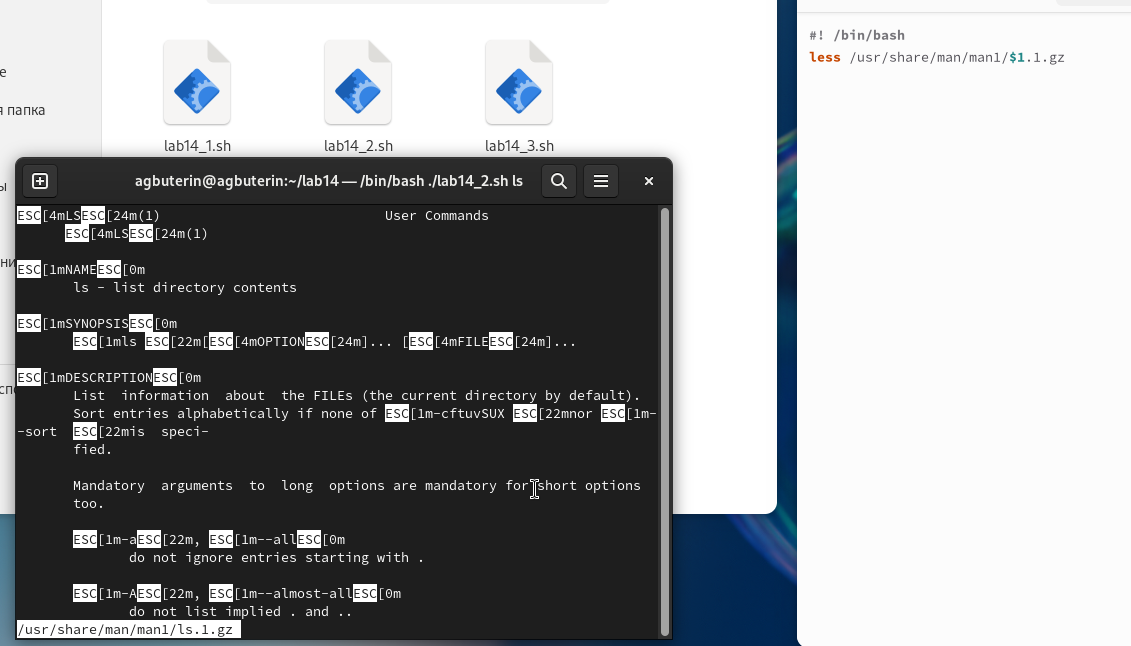 е
я папка
ы
ни
спо
lab14_1.sh
lab14_2.sh
lab14_3.sh
#! /bin/bash
less /usr/share/man/man1/$1.1.gz
agbuterin@agbuterin:~/lab14 — /bin/bash ./lab14_2.sh ls
ESC[4mLSESC[24m(1)                            User Commands
      ESC[4mLSESC[24m(1)
ESC[1mNAMEESC[0m
       ls - list directory contents
ESC[1mSYNOPSISESC[0m
       ESC[1mls ESC[22m[ESC[4mOPTIONESC[24m]... [ESC[4mFILEESC[24m]...
ESC[1mDESCRIPTIONESC[0m
       List  information  about  the FILEs (the current directory by default).
       Sort entries alphabetically if none of ESC[1m-cftuvSUX ESC[22mnor ESC[1m-
-sort  ESC[22mis  speci-
       fied.
       Mandatory  arguments  to  long  options are mandatory for short options
       too.
       ESC[1m-aESC[22m, ESC[1m--allESC[0m
              do not ignore entries starting with .
       ESC[1m-AESC[22m, ESC[1m--almost-allESC[0m
              do not list implied . and ..
/usr/share/man/man1/ls.1.gz